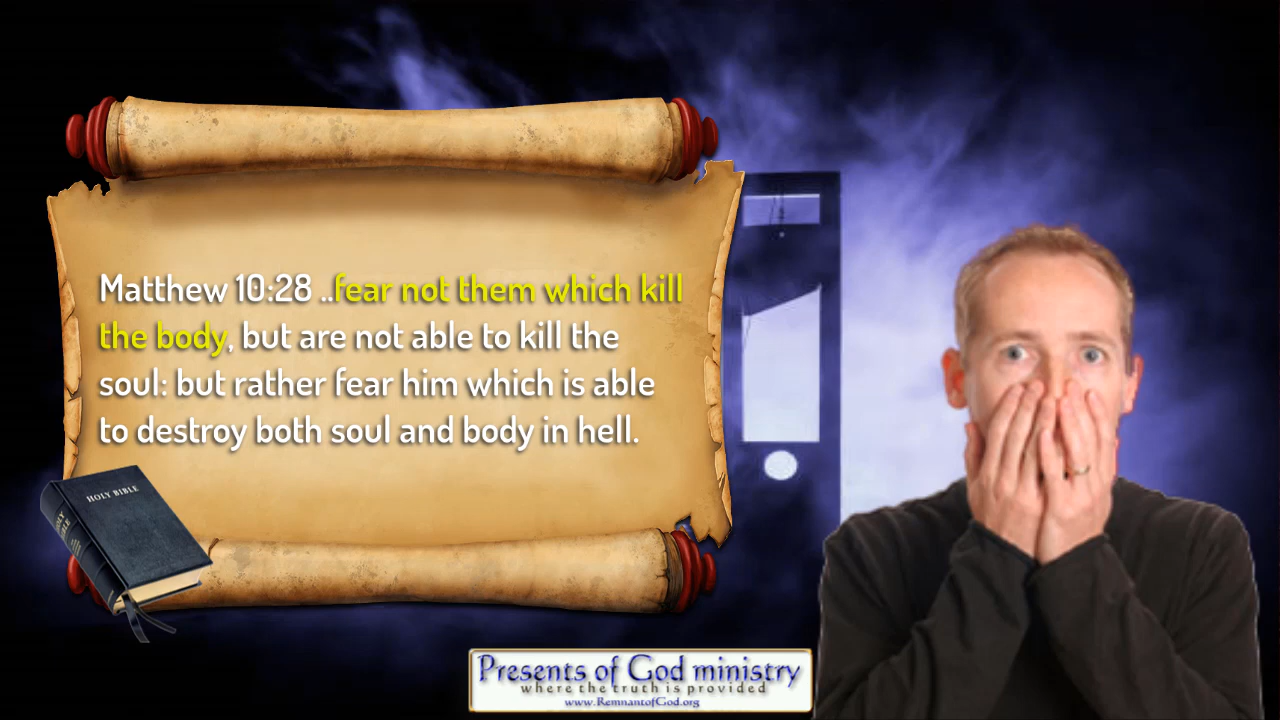 Matthew 10:28 ..fear not them which kill
the body, but are not able to kill the
soul: but rather fear him which is able
to destroy both soul and body in hell.
HOLY BIBLE
HOLY
BIBLE
Presents of God ministry
where the truth is provided
www.RemnantofGod.org